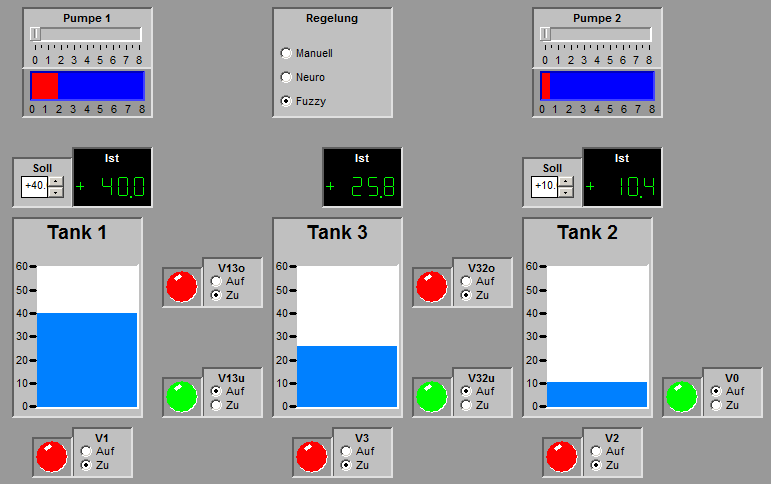 Pumpe 1
0 1 2 3 4 5 6 7 8
0 1 2 3 4 5 6 7 8
Regelung
Manuell
Neuro
Fuzzy
Pumpe 2
0 1 2 3 4 5 6 7 8
0 1 2 3 4 5 6 7 8
Soll
+40.
Ist
+ 40.0
Ist
+ 25.8
Soll
+10.
Ist
+ 10.4
Tank 1
60
50
40
30
20
10
0
V13o
Auf
Zu
V13u
Auf
Zu
Tank 3
60
50
40
30
20
10
0
V32o
Auf
Zu
V32u
Auf
Zu
Tank 2
60
50
40
30
20
10
0
V0
Auf
Zu
V1
Auf
Zu
V3
Auf
Zu
V2
Auf
Zu